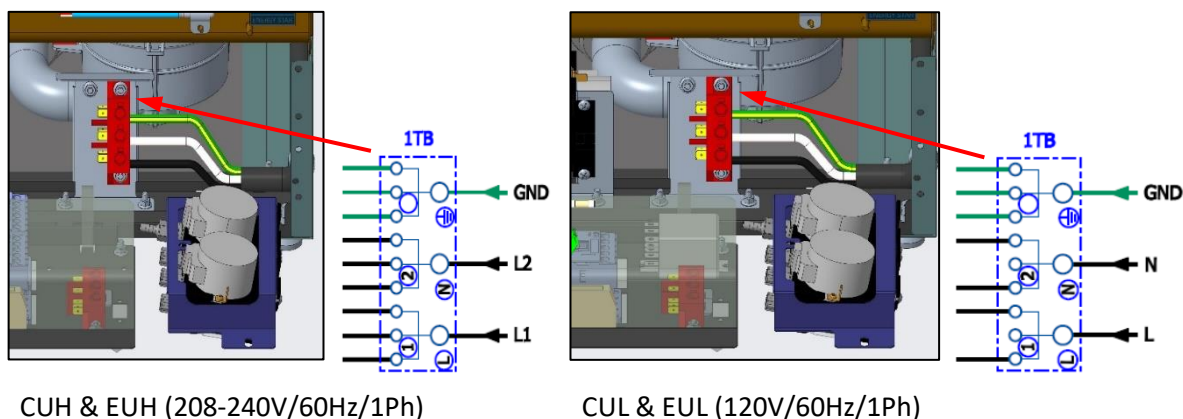 1TB
GND
2
L2
N
1
L1
L
CUH & EUH (208-240V/60Hz/1Ph)
1TB
GND
2
N
N
1
L
L
CUL & EUL (120V/60Hz/1Ph)